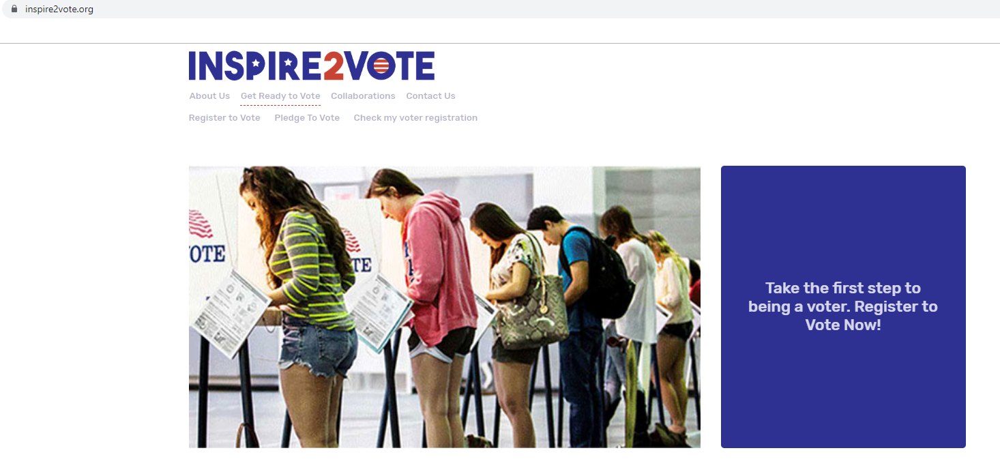 inspire2vote.org
INSPIRE2VOTE
About Us Get Ready to Vote Collaborations Contact Us
Register to Vote Pledge To Vote Check my voter registration
OTE
TE
Take the first step to
being a voter. Register to
Vote Now!